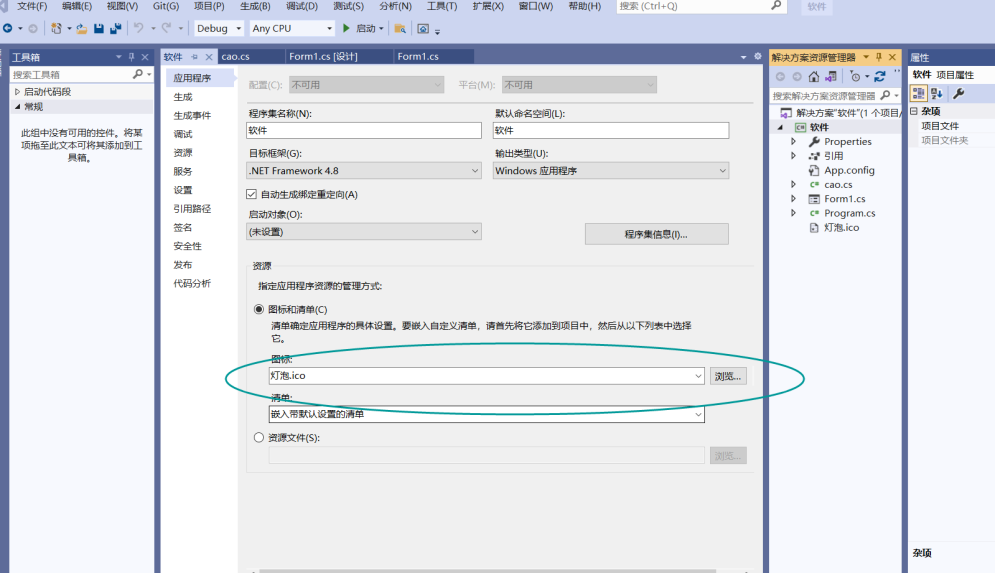 文件(F) 编辑(E) 视图(V) Git(G) 项目(P) 生成(B) 调试(D) 测试(S) 分析(N) 工具(T) 扩展(X) 窗口(W) 帮助(H) 搜索 (Ctrl+Q) 软件
Debug Any CPU 启动
工具箱
搜索工具箱
启动代码段
常规
此组中没有可用的控件。将某
项拖至此文本可将其添加到工
具箱。
软件 cao.cs Form1.cs [设计] Form1.cs
应用程序
生成
生成事件
调试
资源
服务
设置
引用路径
签名
安全性
发布
代码分析
配置(C): 不可用 平台(M): 不可用
程序集名称(N): 默认命名空间(L):
软件 软件
目标框架(G): 输出类型(U):
.NET Framework 4.8 Windows 应用程序
自动生成绑定重定向(A)
启动对象(O):
(未设置) 程序集信息(I)...
资源
指定应用程序资源的管理方式:
图标和清单(C)
清单确定应用程序的具体设置。要嵌入自定义清单，请首先将它添加到项目中，然后从以下列表中选择
它。
图标:
灯泡.ico 浏览...
清单:
嵌入带默认设置的清单
资源文件(S):
浏览...
解决方案资源管理器
搜索解决方案资源管理器
解决方案"软件"(1 个项目/
软件
Properties
引用
App.config
cao.cs
Form1.cs
Program.cs
灯泡.ico
属性
软件 项目属性
杂项
项目文件
项目文件夹
杂项